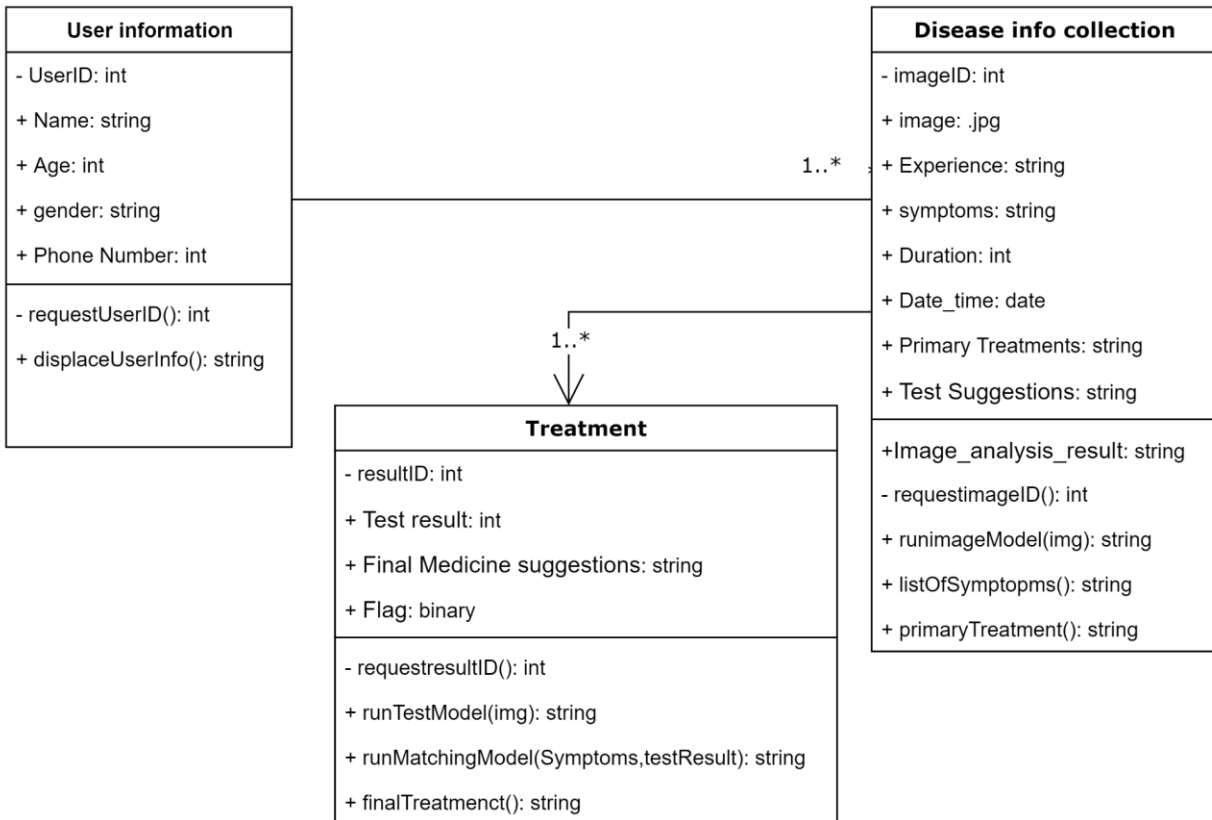 User information
- UserID: int
+ Name: string
+ Age: int
+ gender: string
+ Phone Number: int
- requestUserID(): int
+ displaceUserInfo(): string
1..*
Disease info collection
- imageID: int
+ image: .jpg
+ Experience: string
+ symptoms: string
+ Duration: int
+ Date_time: date
+ Primary Treatments: string
+ Test Suggestions: string
+Image_analysis_result: string
- requestimageID(): int
+ runimageModel(img): string
+ listOfSymptopms(): string
+ primaryTreatment(): string
1..*
Treatment
- resultID: int
+ Test result: int
+ Final Medicine suggestions: string
+ Flag: binary
- requestresultID(): int
+ runTestModel(img): string
+ runMatchingModel(Symptoms,testResult): string
+ finalTreatmenct(): string